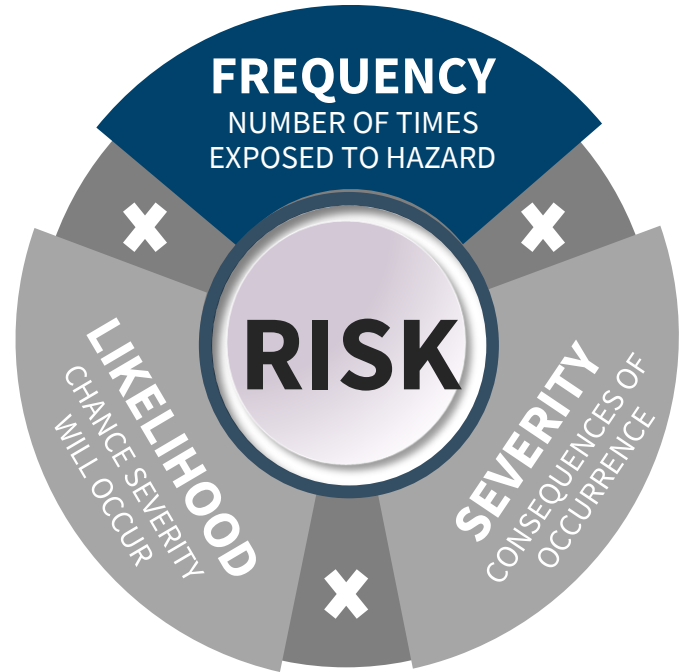 FREQUENCY
NUMBER OF TIMES
EXPOSED TO HAZARD
RISK
LIKELIHOOD
CHANCE SEVERITY
WILL OCCUR
SEVERITY
CONSEQUENCES OF
OCCURRENCE